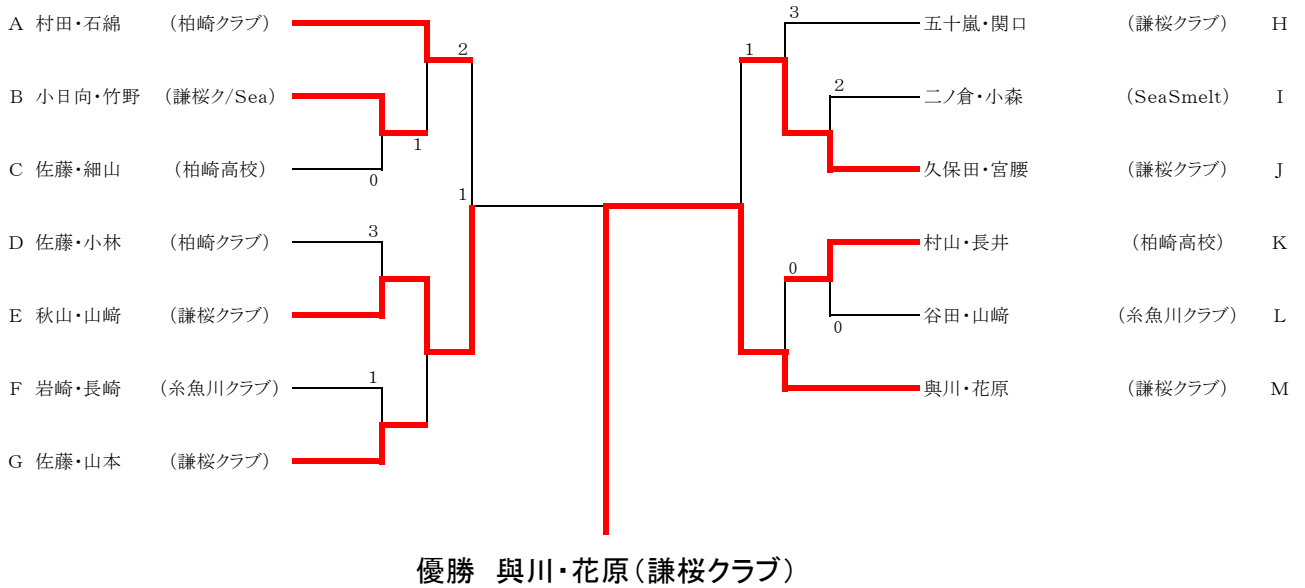 A 村田・石綿 (柏崎クラブ)
2
B 小日向・竹野 (謙桜ク/Sea)
1
C 佐藤・細山 (柏崎高校)
0
1
D 佐藤・小林 (柏崎クラブ)
3
E 秋山・山﨑 (謙桜クラブ)
F 岩崎・長崎 (糸魚川クラブ)
1
G 佐藤・山本 (謙桜クラブ)
3
五十嵐・関口 (謙桜クラブ) H
1
2
二ノ倉・小森 (SeaSmelt) I
久保田・宮腰 (謙桜クラブ) J
村山・長井 (柏崎高校) K
0
谷田・山﨑 (糸魚川クラブ) L
0
與川・花原 (謙桜クラブ) M
優勝 與川・花原(謙桜クラブ)